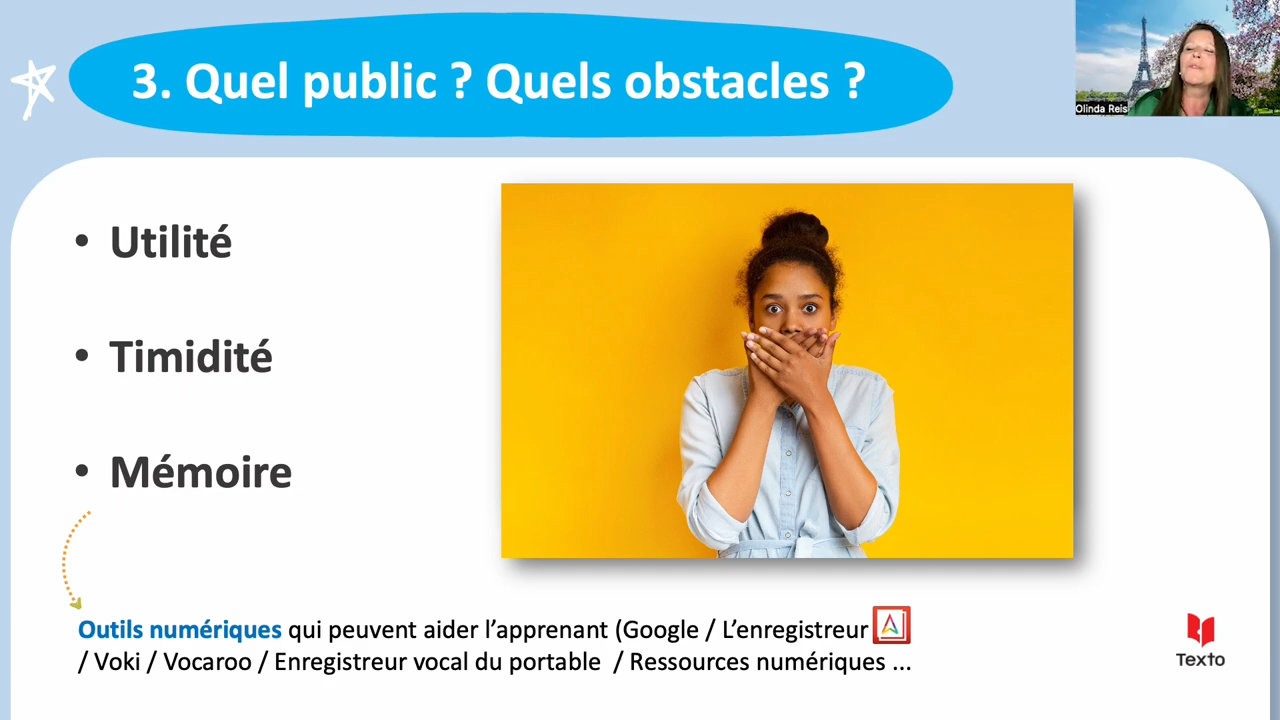 3. Quel public ? Quels obstacles ?
Olinda Reis
• Utilité
• Timidité
• Mémoire
Outils numériques qui peuvent aider l’apprenant (Google / L’enregistreur
/ Voki / Vocaroo / Enregistreur vocal du portable / Ressources numériques ...
Texto